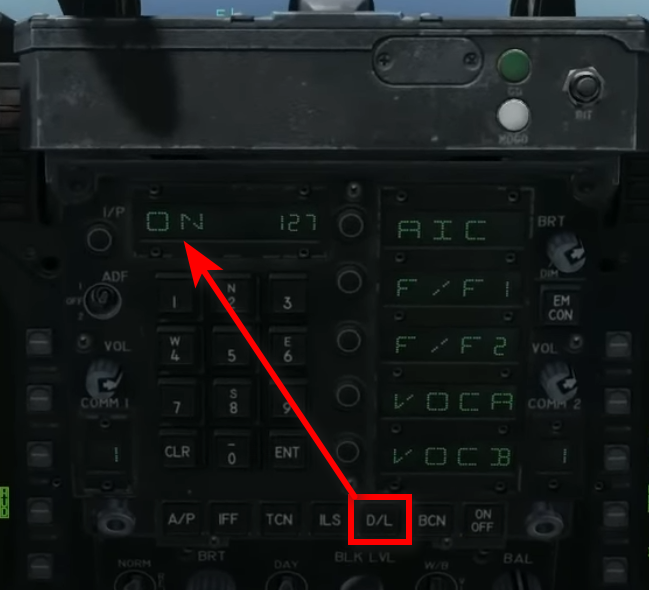 GO
NOGO
BIT
I/P
ON 127
AIC
BRT
DIM
F/F1
EM
CON
ADF
1
OFF
2
1
N
2
3
W
4
5
E
6
F/F2
VOL
VOL
COMM 1
7
S
8
9
VOCA
COMM 2
1
CLR
-
0
ENT
VOCB
1
A/P
IFF
TCN
ILS
D/L
BCN
ON
OFF
NORM
BRT
DAY
BLK LVL
W/B
BAL